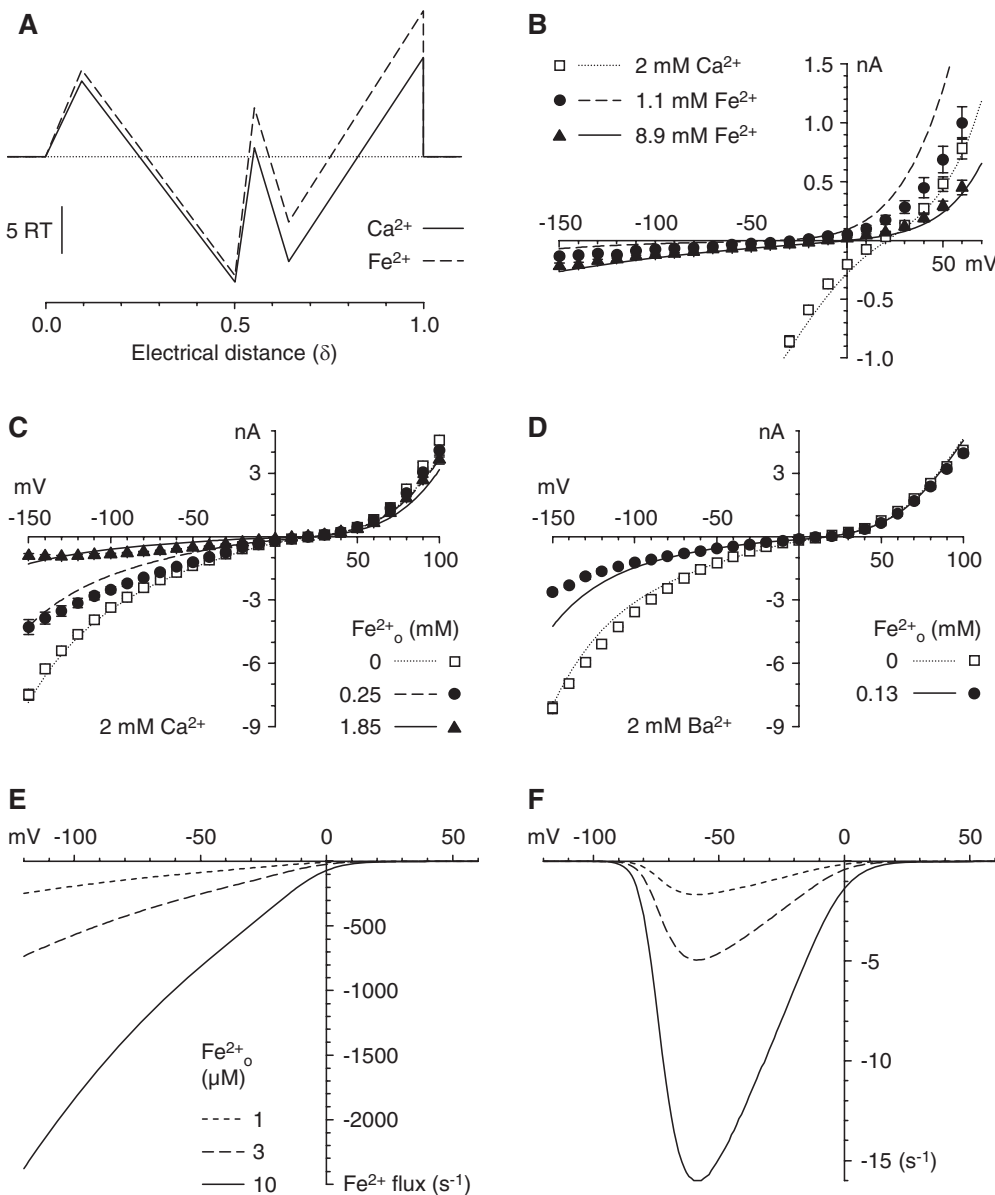 A
5 RT
Ca²⁺
Fe²⁺
0.0 0.5 1.0
Electrical distance (δ)
B
nA
2 mM Ca²⁺
1.1 mM Fe²⁺
8.9 mM Fe²⁺
1.5
1.0
0.5
-150 -100 -50
50 mV
-0.5
-1.0
C
nA
mV
3
-150 -100 -50
50 100
-3
-6
-9
Fe²⁺ₒ (mM)
0
0.25
1.85
2 mM Ca²⁺
D
nA
mV
3
-150 -100 -50
50 100
-3
-6
-9
Fe²⁺ₒ (mM)
0
0.13
2 mM Ba²⁺
E
mV -100 -50 0 50
-500
-1000
-1500
-2000
Fe²⁺ₒ
(µM)
1
3
10
Fe²⁺ flux (s⁻¹)
F
mV -100 -50 0 50
-5
-10
-15 (s⁻¹)